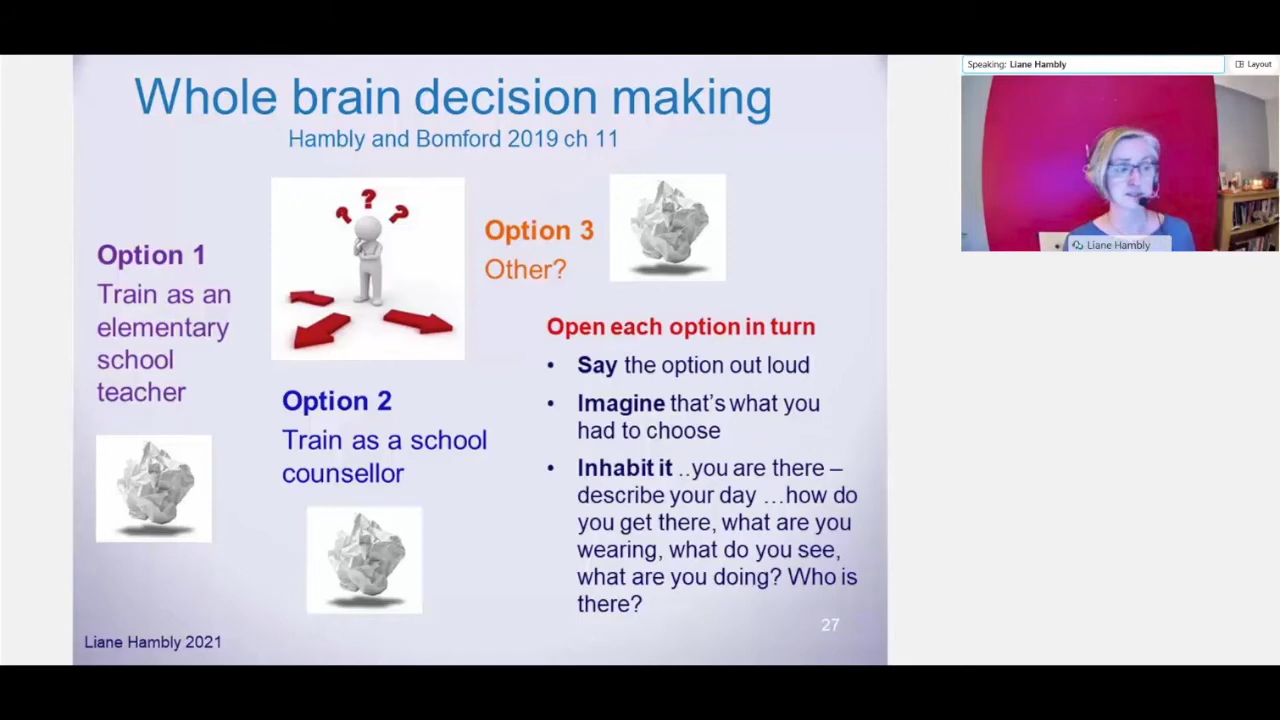 Whole brain decision making
Hambly and Bomford 2019 ch 11
Option 1
Train as an
elementary
school
teacher
? ? ?
Option 2
Train as a school
counsellor
Option 3
Other?
Open each option in turn
• Say the option out loud
• Imagine that's what you
had to choose
• Inhabit it ..you are there –
describe your day …how do
you get there, what are you
wearing, what do you see,
what are you doing? Who is
there?
27
Liane Hambly 2021
Speaking: Liane Hambly
Layout
Liane Hambly